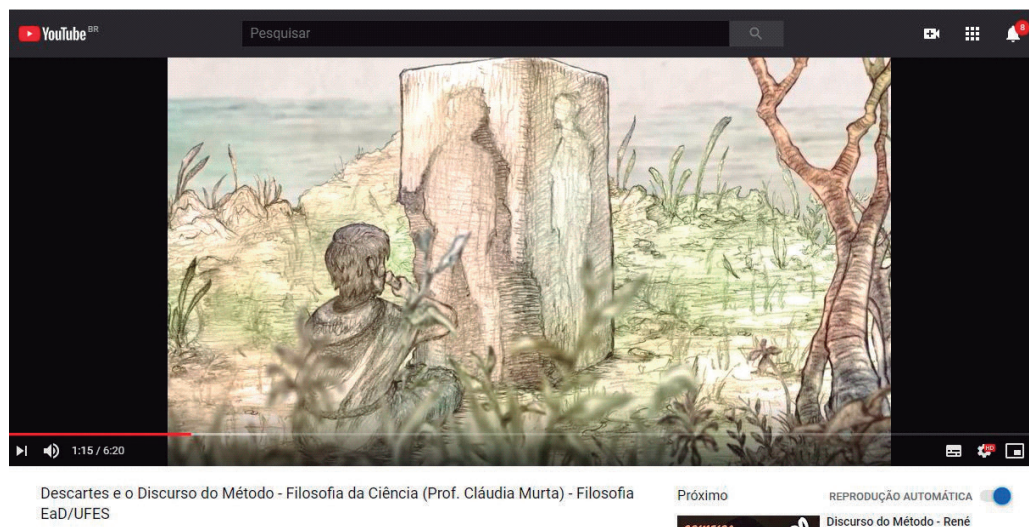 YouTube BR
Pesquisar
8
1:15 / 6:20
HD
Descartes e o Discurso do Método - Filosofia da Ciência (Prof. Cláudia Murta) - Filosofia
EaD/UFES
Próximo
REPRODUÇÃO AUTOMÁTICA
Discurso do Método - René